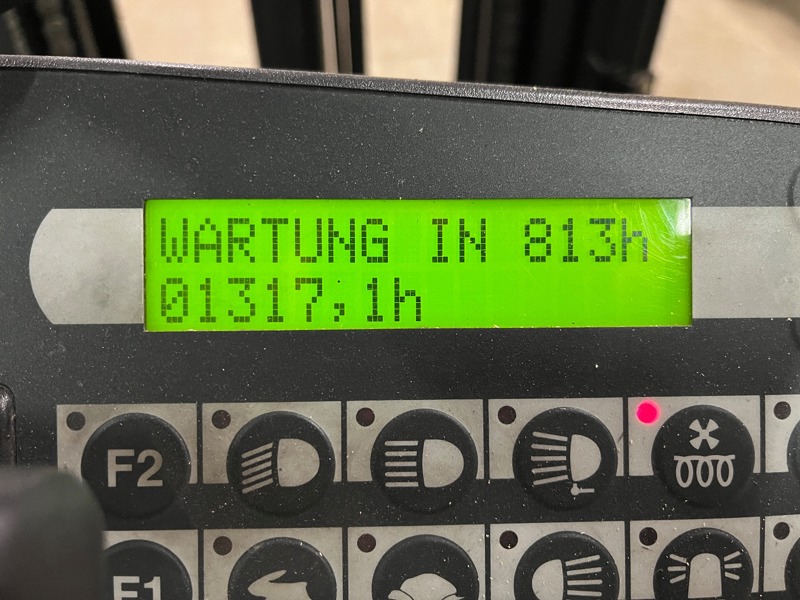 WARTUNG IN 813h
01317,1h
F2
F1